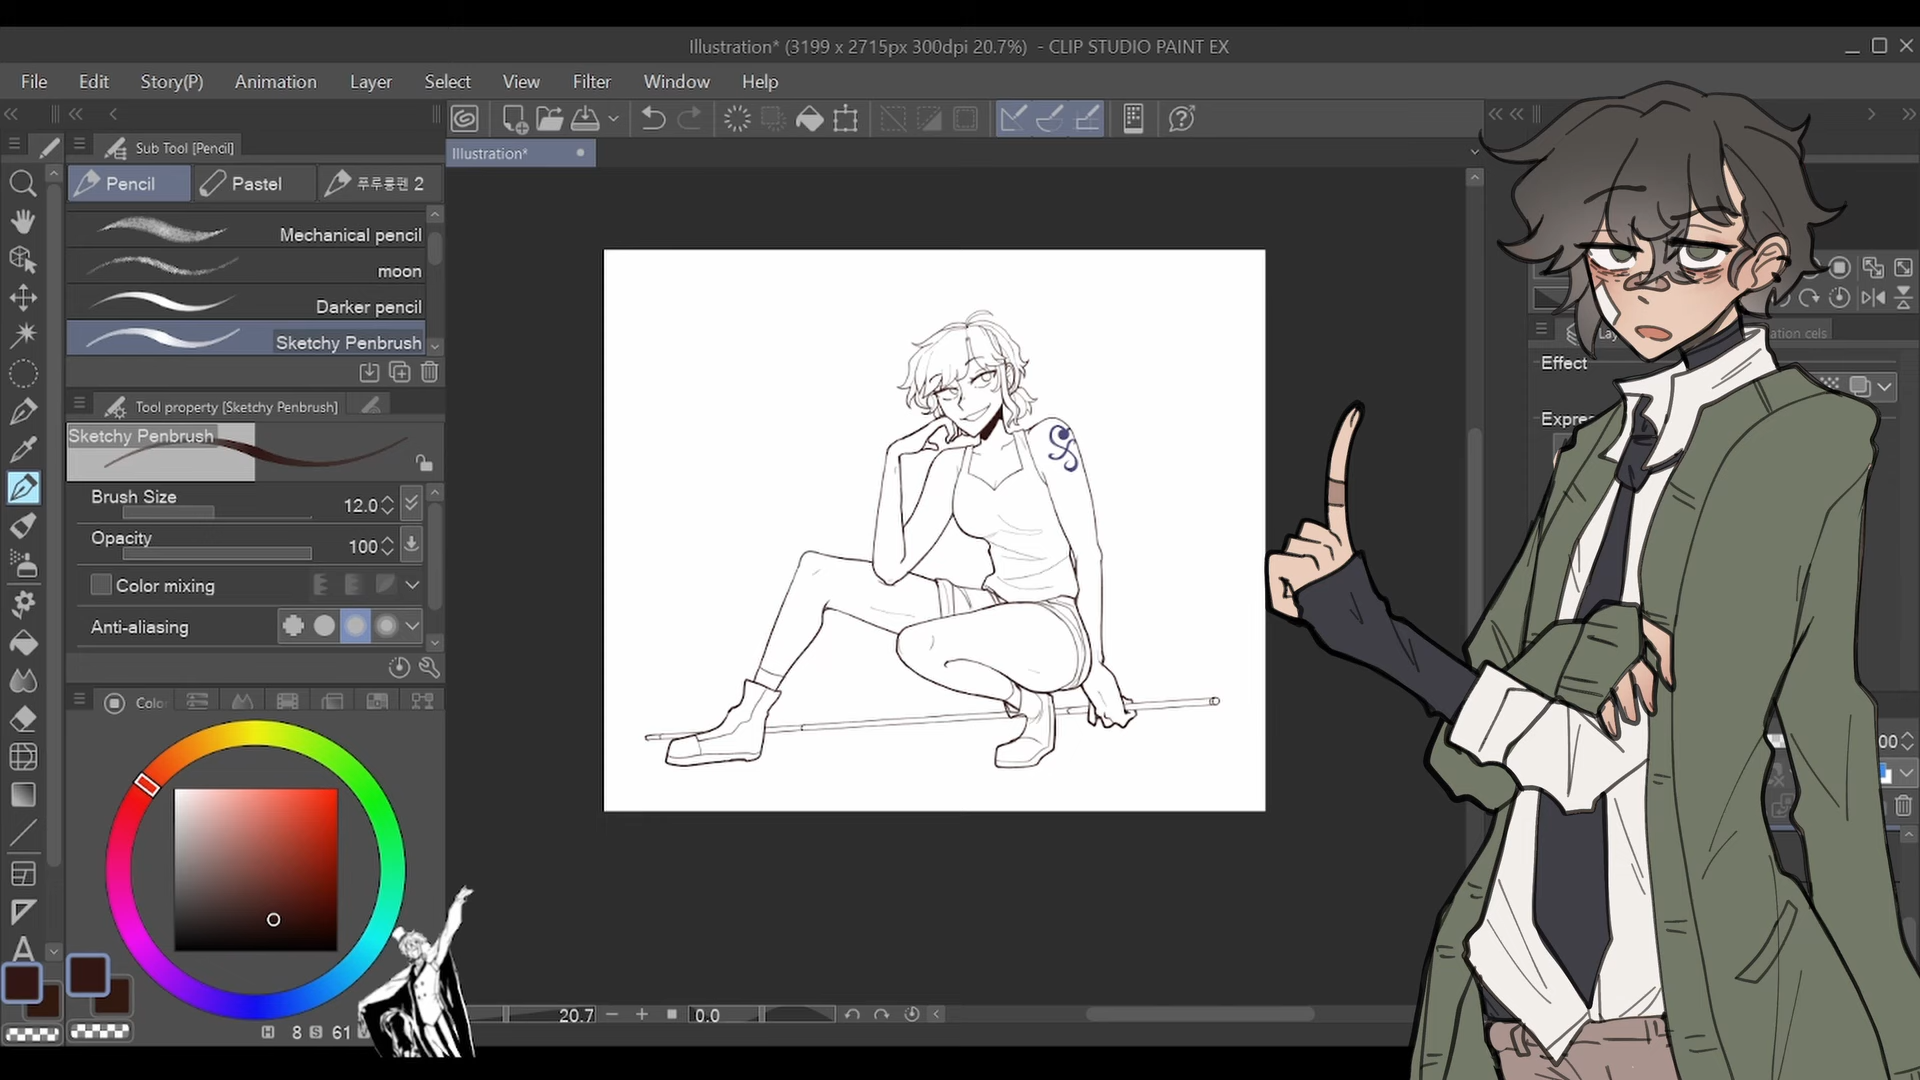 Illustration* (3199 x 2715px 300dpi 20.7%) - CLIP STUDIO PAINT EX
File Edit Story(P) Animation Layer Select View Filter Window Help
Sub Tool [Pencil]
Illustration*
Pencil Pastel 푸루룽펜 2
Mechanical pencil
moon
Darker pencil
Sketchy Penbrush
Tool property [Sketchy Penbrush]
Sketchy Penbrush
Brush Size 12.0
Opacity 100
Color mixing
Anti-aliasing
Colo
A
H 8 S 61
20.7 0.0
Lay ation cels
Effect
Expre
00